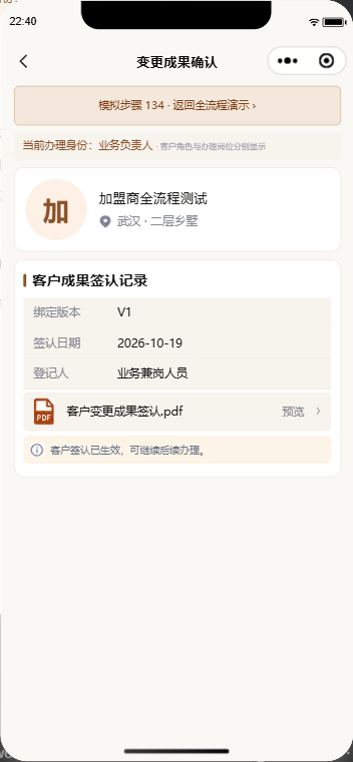 22:40
变更成果确认
模拟步骤 134 · 返回全流程演示 ›
当前办理身份：业务负责人 · 客户角色与办理岗位分别显示
加
加盟商全流程测试
武汉 · 二层乡墅
客户成果签认记录
绑定版本 V1
签认日期 2026-10-19
登记人 业务兼岗人员
PDF 客户变更成果签认.pdf 预览 ›
客户签认已生效，可继续后续办理。